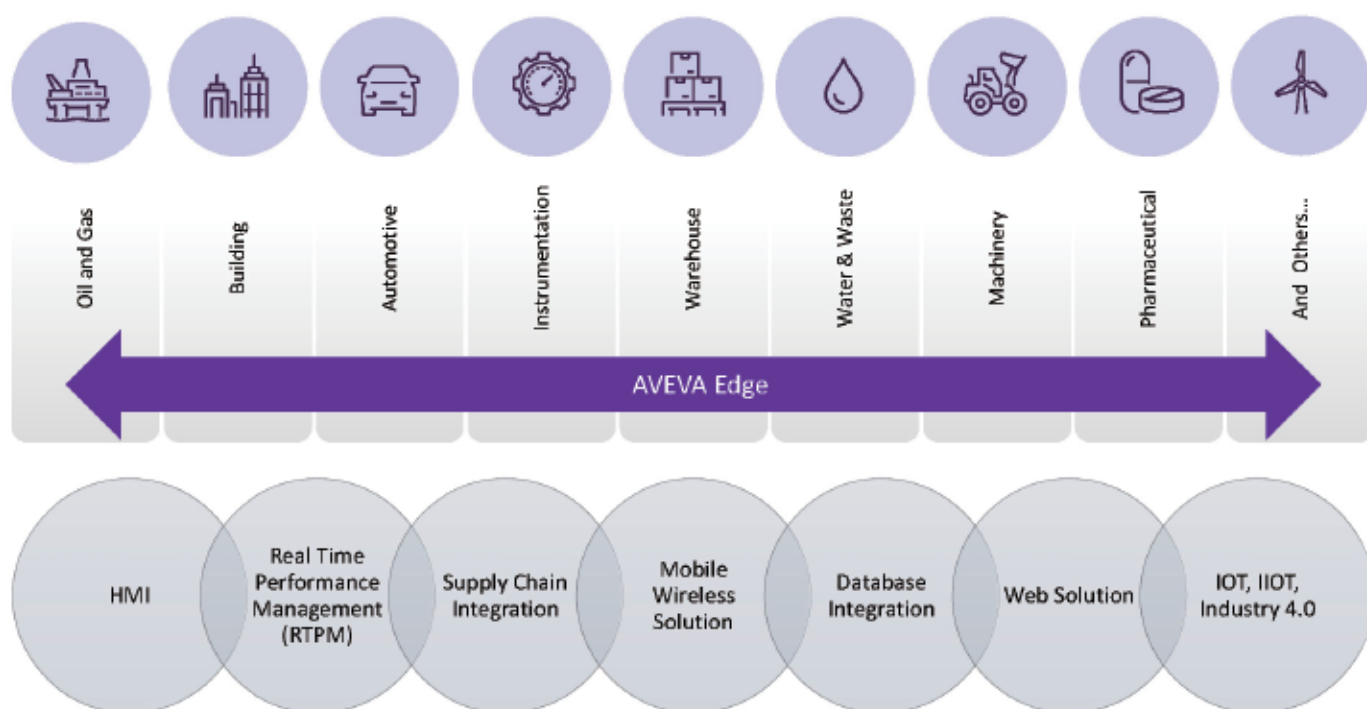 Oil and Gas
Building
Automotive
Instrumentation
Warehouse
Water & Waste
Machinery
Pharmaceutical
And Others...
AVEVA Edge
HMI
Real Time
Performance
Management
(RTPM)
Supply Chain
Integration
Mobile
Wireless
Solution
Database
Integration
Web Solution
IOT, IIOT,
Industry 4.0